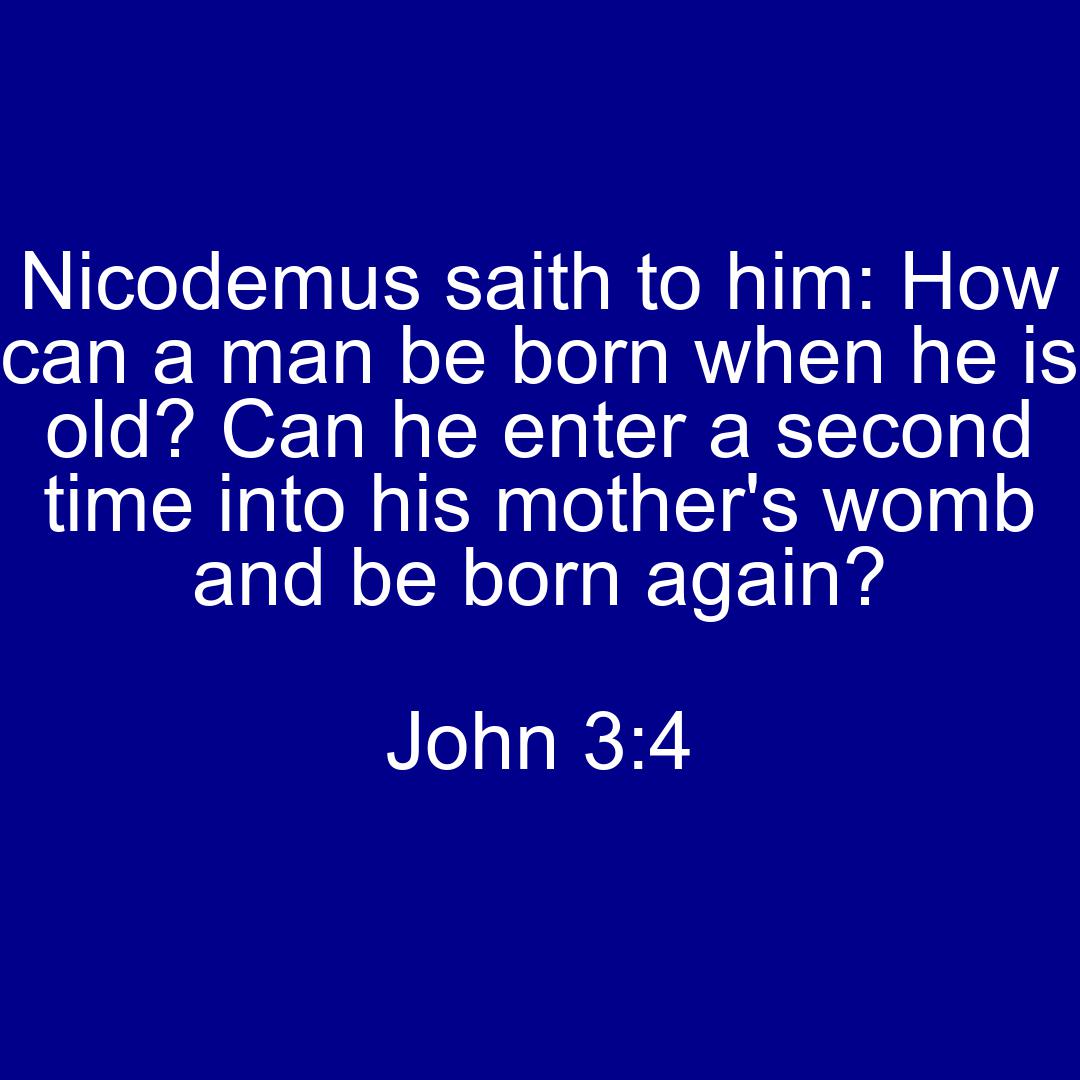 Nicodemus saith to him: How
can a man be born when he is
old? Can he enter a second
time into his mother's womb
and be born again?
John 3:4